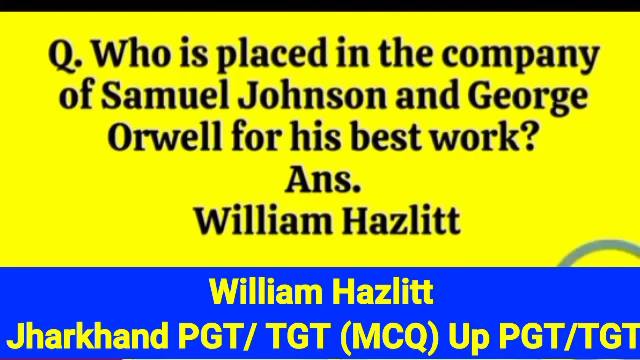 Q. Who is placed in the company
of Samuel Johnson and George
Orwell for his best work?
Ans.
William Hazlitt
William Hazlitt
Jharkhand PGT/ TGT (MCQ) Up PGT/TGT